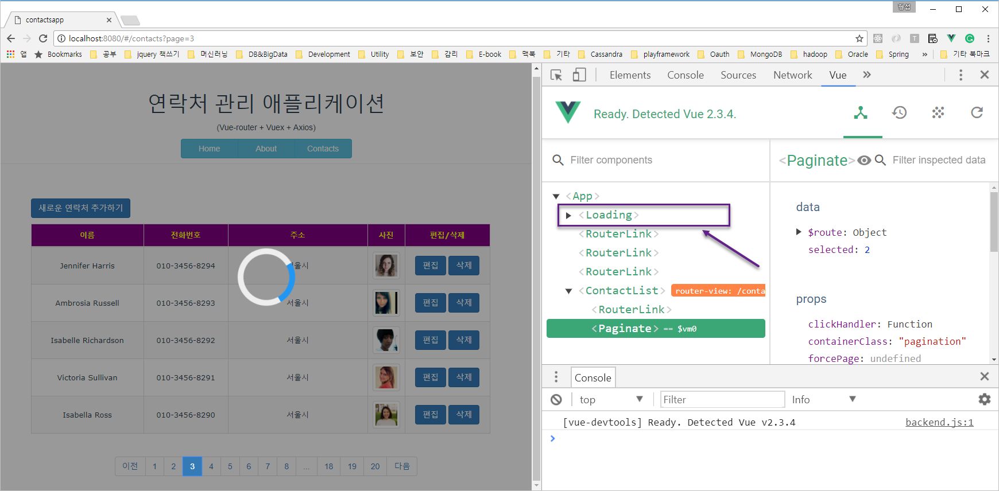 형섭
contactsapp
localhost:8080/#/contacts?page=3
앱 Bookmarks 공부 jquery 책쓰기 머신러닝 DB&BigData Development Utility 보안 감리 E-book 맥북 기타 Cassandra playframework Oauth MongoDB hadoop Oracle Spring » 기타 북마크
연락처 관리 애플리케이션
(Vue-router + Vuex + Axios)
Home About Contacts
새로운 연락처 추가하기
이름 전화번호 주소 사진 편집/삭제
Jennifer Harris 010-3456-8294 서울시 편집 삭제
Ambrosia Russell 010-3456-8293 서울시 편집 삭제
Isabelle Richardson 010-3456-8292 서울시 편집 삭제
Victoria Sullivan 010-3456-8291 서울시 편집 삭제
Isabella Ross 010-3456-8290 서울시 편집 삭제
이전 1 2 3 4 5 6 7 8 ... 18 19 20 다음
Elements Console Sources Network Vue »
Ready. Detected Vue 2.3.4.
Filter components
<Paginate> Filter inspected data
<App>
<Loading>
<RouterLink>
<RouterLink>
<RouterLink>
<ContactList> router-view: /conta
<RouterLink>
<Paginate> == $vm0
data
$route: Object
selected: 2
props
clickHandler: Function
containerClass: "pagination"
forcePage: undefined
Console
top Filter Info
[vue-devtools] Ready. Detected Vue v2.3.4 backend.js:1